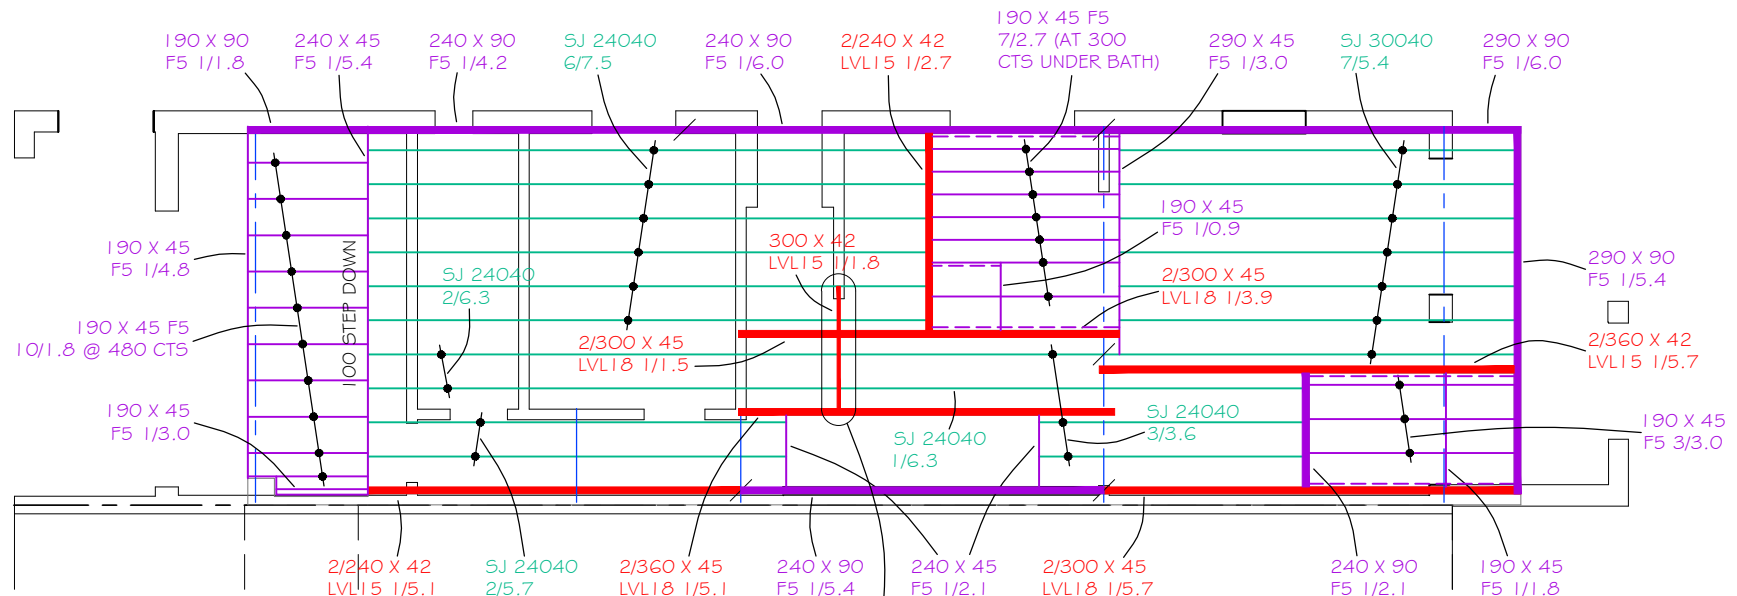 190 X 90
F5 1/1.8
240 X 45
F5 1/5.4
240 X 90
F5 1/4.2
SJ 24040
6/7.5
240 X 90
F5 1/6.0
2/240 X 42
LVL15 1/2.7
190 X 45 F5
7/2.7 (AT 300
CTS UNDER BATH)
290 X 45
F5 1/3.0
SJ 30040
7/5.4
290 X 90
F5 1/6.0
190 X 45
F5 1/4.8
100 STEP DOWN
SJ 24040
2/6.3
300 X 42
LVL15 1/1.8
190 X 45
F5 1/0.9
2/300 X 45
LVL18 1/3.9
290 X 90
F5 1/5.4
190 X 45 F5
10/1.8 @ 480 CTS
2/300 X 45
LVL18 1/1.5
2/360 X 42
LVL15 1/5.7
190 X 45
F5 1/3.0
SJ 24040
1/6.3
SJ 24040
3/3.6
190 X 45
F5 3/3.0
2/240 X 42
LVL15 1/5.1
SJ 24040
2/5.7
2/360 X 45
LVL18 1/5.1
240 X 90
F5 1/5.4
240 X 45
F5 1/2.1
2/300 X 45
LVL18 1/5.7
240 X 90
F5 1/2.1
190 X 45
F5 1/1.8